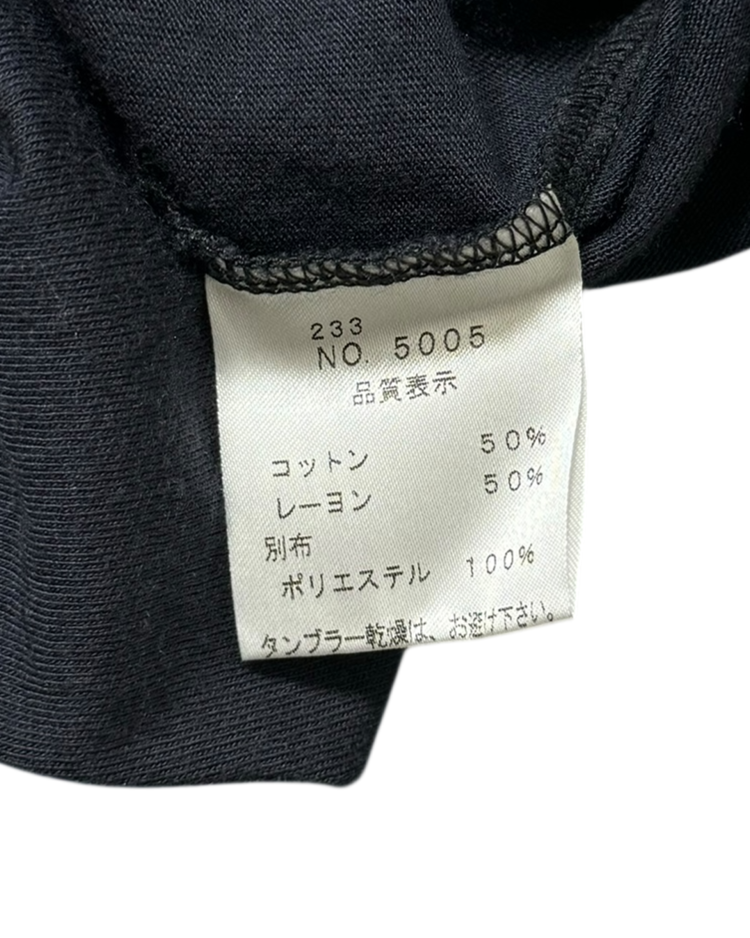 233
NO. 5005
品質表示
コットン 50%
レーヨン 50%
別布
ポリエステル 100%
タンブラー乾燥は、お避け下さい。